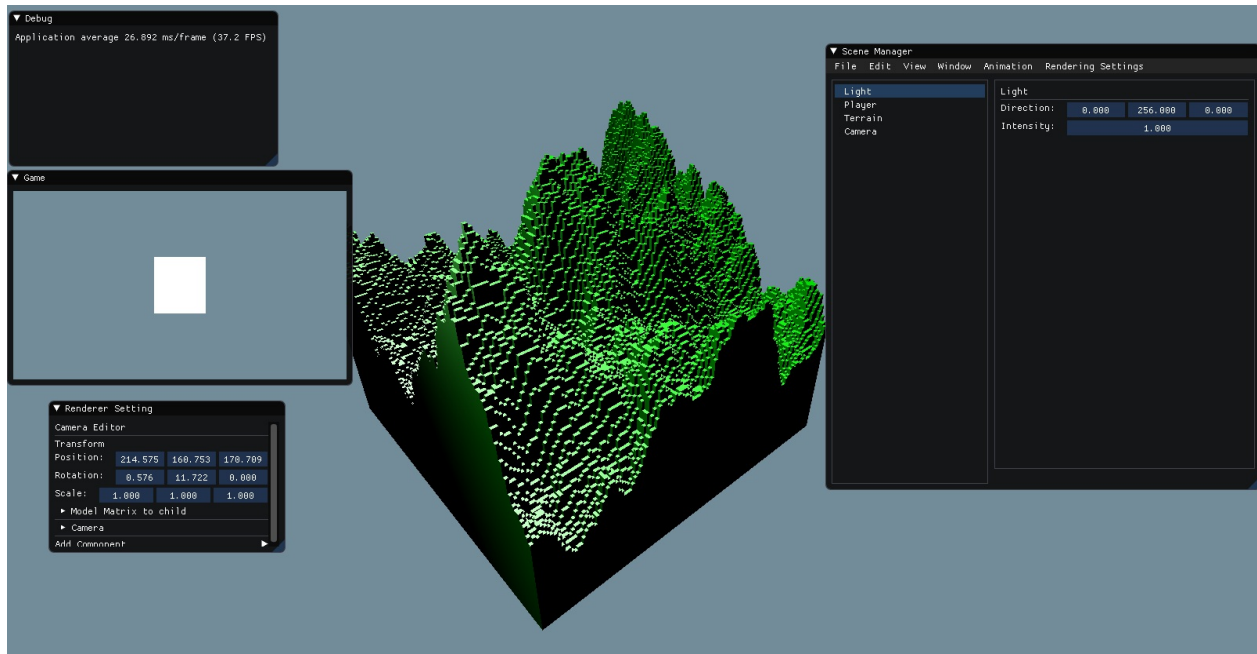 Debug
Application average 26.892 ms/frame (37.2 FPS)
Game
Renderer Setting
Camera Editor
Transform
Position: 214.575 160.753 170.709
Rotation: 0.576 11.722 0.000
Scale: 1.000 1.000 1.000
Model Matrix to child
Camera
Add Component
Scene Manager
File Edit View Window Animation Rendering Settings
Light
Player
Terrain
Camera
Light
Direction: 0.000 256.000 0.000
Intensity: 1.000